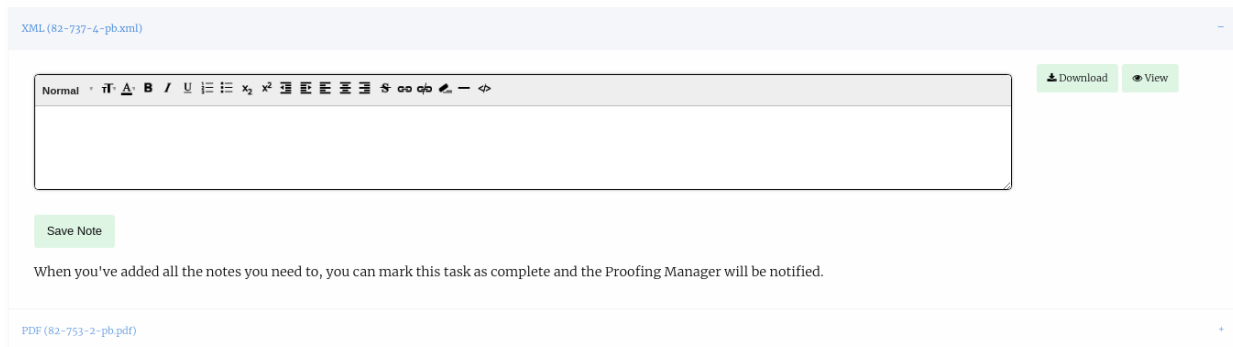 XML (82-737-4-pb.xml)
Download View
Normal
When you've added all the notes you need to, you can mark this task as complete and the Proofing Manager will be notified.
Save Note
PDF (82-753-2-pb.pdf)